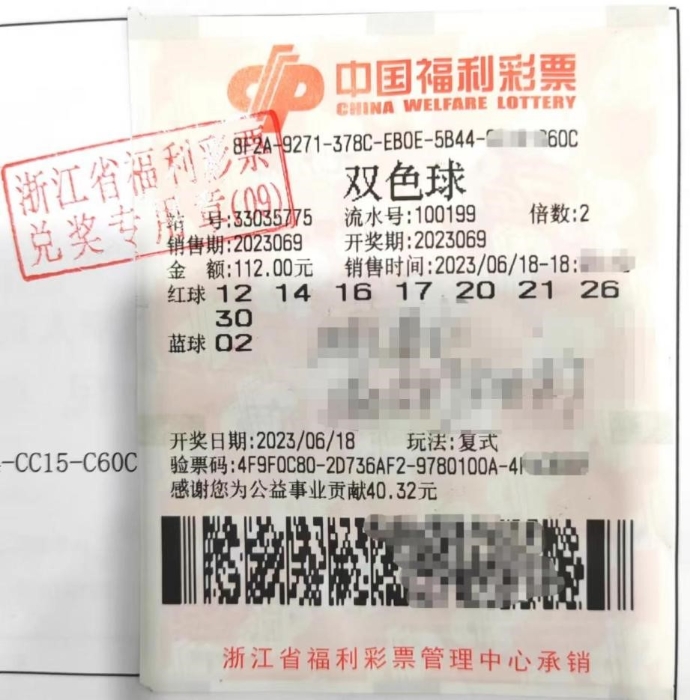 中国福利彩票
CHINA WELFARE LOTTERY
8F2A-9271-378C-EB0E-5B44- C60C
浙江省福利彩票
兑奖专用章(09)
双色球
站 号:33035775 流水号:100199 倍数:2
销售期:2023069 开奖期:2023069
金 额:112.00元 销售时间:2023/06/18-18:
红球 12 14 16 17 20 21 26
30
蓝球 02
开奖日期:2023/06/18 玩法:复式
-CC15-C60C
验票码:4F9F0C80-2D736AF2-9780100A-4
感谢您为公益事业贡献40.32元
浙江省福利彩票管理中心承销